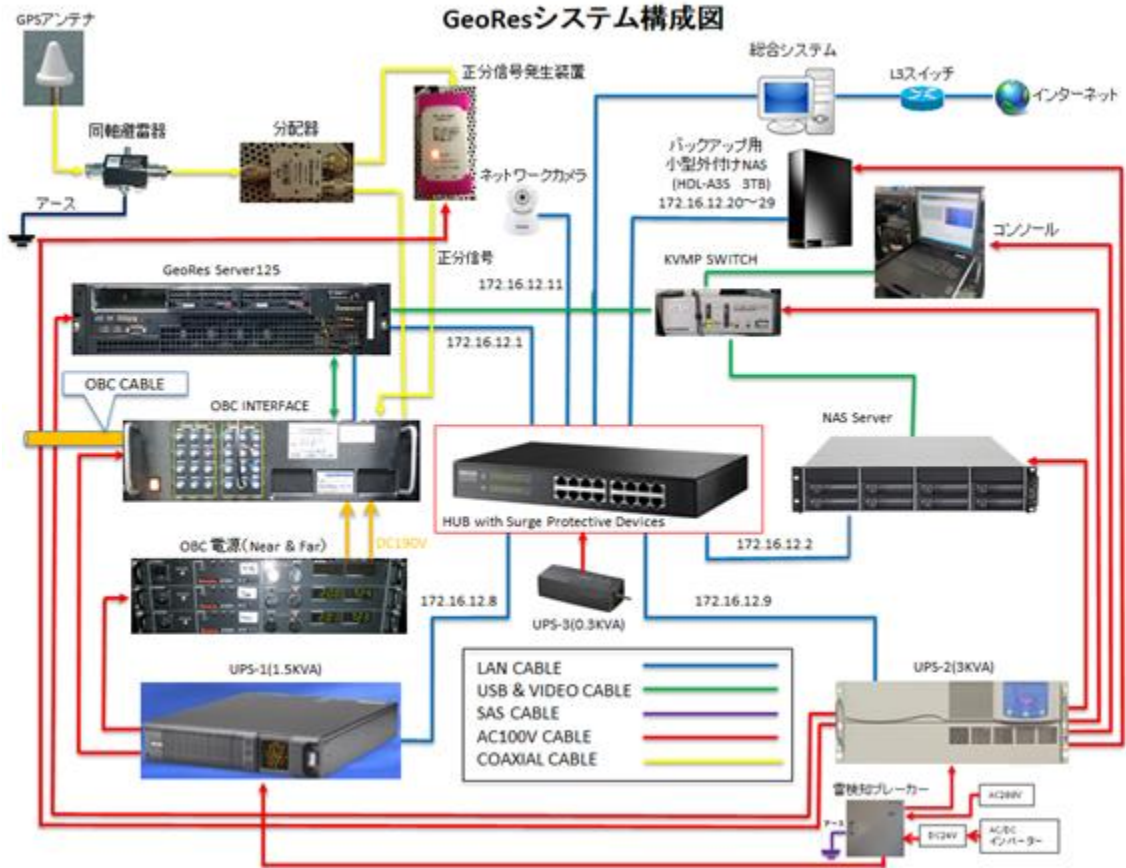 GeoResシステム構成図
GPSアンテナ
同軸避雷器
アース
分配器
正分信号発生装置
正分信号
ネットワークカメラ
172.16.12.11
総合システム
L3スイッチ
インターネット
バックアップ用
小型外付けNAS
(HDL-A3S 3TB)
172.16.12.20～29
コンソール
KVMP SWITCH
GeoRes Server125
172.16.12.1
OBC CABLE
OBC INTERFACE
NAS Server
HUB with Surge Protective Devices
172.16.12.2
DC190V
OBC 電源(Near & Far)
172.16.12.8
UPS-3(0.3KVA)
172.16.12.9
UPS-1(1.5KVA)
UPS-2(3KVA)
LAN CABLE
USB & VIDEO CABLE
SAS CABLE
AC100V CABLE
COAXIAL CABLE
雷検知ブレーカー
アース
AC200V
DC24V
AC/DC
インバーター